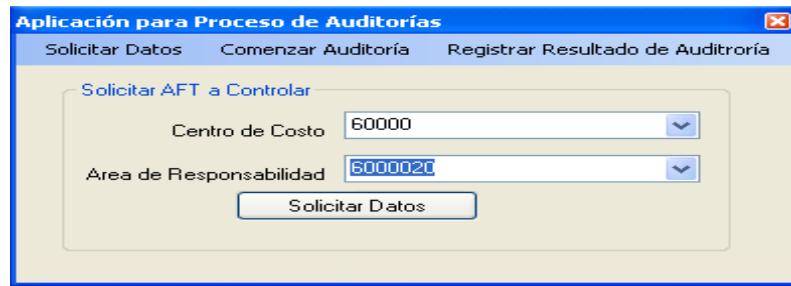 Aplicación para Proceso de Auditorías
Solicitar Datos Comenzar Auditoría Registrar Resultado de Auditroría
Solicitar AFT a Controlar
Centro de Costo 60000
Area de Responsabilidad 6000020
Solicitar Datos